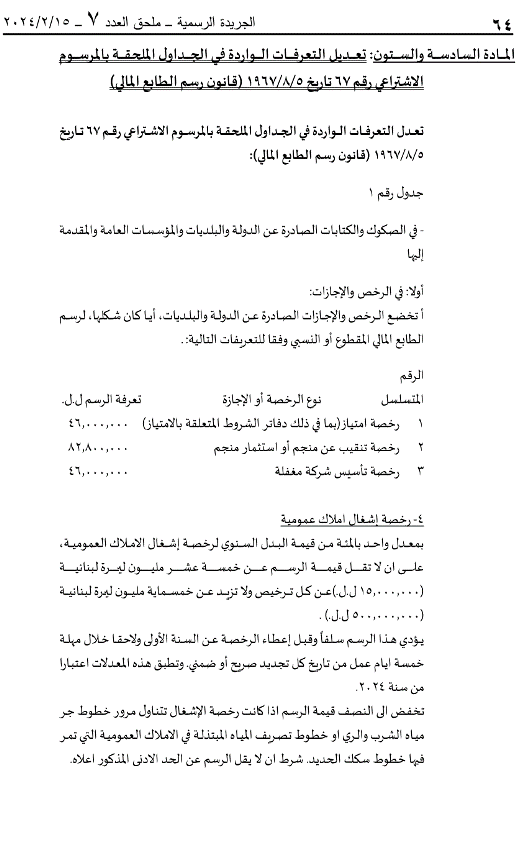 ٦٤ الجريدة الرسمية – ملحق العدد ٧ – ٢٠٢٤/٢/١٥
المادة السادسة والستون: تعديل التعرفات الواردة في الجداول الملحقة بالمرسوم
الاشتراعي رقم ٦٧ تاريخ ١٩٦٧/٨/٥ (قانون رسم الطابع المالي)
تعدل التعرفات الواردة في الجداول الملحقة بالمرسوم الاشتراعي رقم ٦٧ تاريخ
١٩٦٧/٨/٥ (قانون رسم الطابع المالي):
جدول رقم ١
- في الصكوك والكتابات الصادرة عن الدولة والبلديات والمؤسسات العامة والمقدمة
إليها
أولا: في الرخص والإجازات:
أ تخضع الرخص والإجازات الصادرة عن الدولة والبلديات، أيا كان شكلها، لرسم
الطابع المالي المقطوع أو النسبي وفقا للتعريفات التالية:.
الرقم
المتسلسل نوع الرخصة أو الإجازة تعرفة الرسم ل.ل.
١ رخصة امتياز(بما في ذلك دفاتر الشروط المتعلقة بالامتياز) ٤٦,٠٠٠,٠٠٠
٢ رخصة تنقيب عن منجم أو استثمار منجم ٨٢,٨٠٠,٠٠٠
٣ رخصة تأسيس شركة مغفلة ٤٦,٠٠٠,٠٠٠
٤- رخصة إشغال املاك عمومية
بمعدل واحد بالمئة من قيمة البدل السنوي لرخصة إشغال الاملاك العمومية،
على ان لا تقل قيمة الرسم عن خمسة عشر مليون ليرة لبنانية
(١٥,٠٠٠,٠٠٠ ل.ل.)عن كل ترخيص ولا تزيد عن خمسماية مليون ليرة لبنانية
(٥٠٠,٠٠٠,٠٠٠ ل.ل.) .
يؤدي هذا الرسم سلفاً وقبل إعطاء الرخصة عن السنة الأولى ولاحقا خلال مهلة
خمسة ايام عمل من تاريخ كل تجديد صريح أو ضمني. وتطبق هذه المعدلات اعتبارا
من سنة ٢٠٢٤.
تخفض الى النصف قيمة الرسم اذا كانت رخصة الإشغال تتناول مرور خطوط جر
مياه الشرب والري او خطوط تصريف المياه المبتذلة في الاملاك العمومية التي تمر
فيها خطوط سكك الحديد. شرط ان لا يقل الرسم عن الحد الادنى المذكور اعلاه.